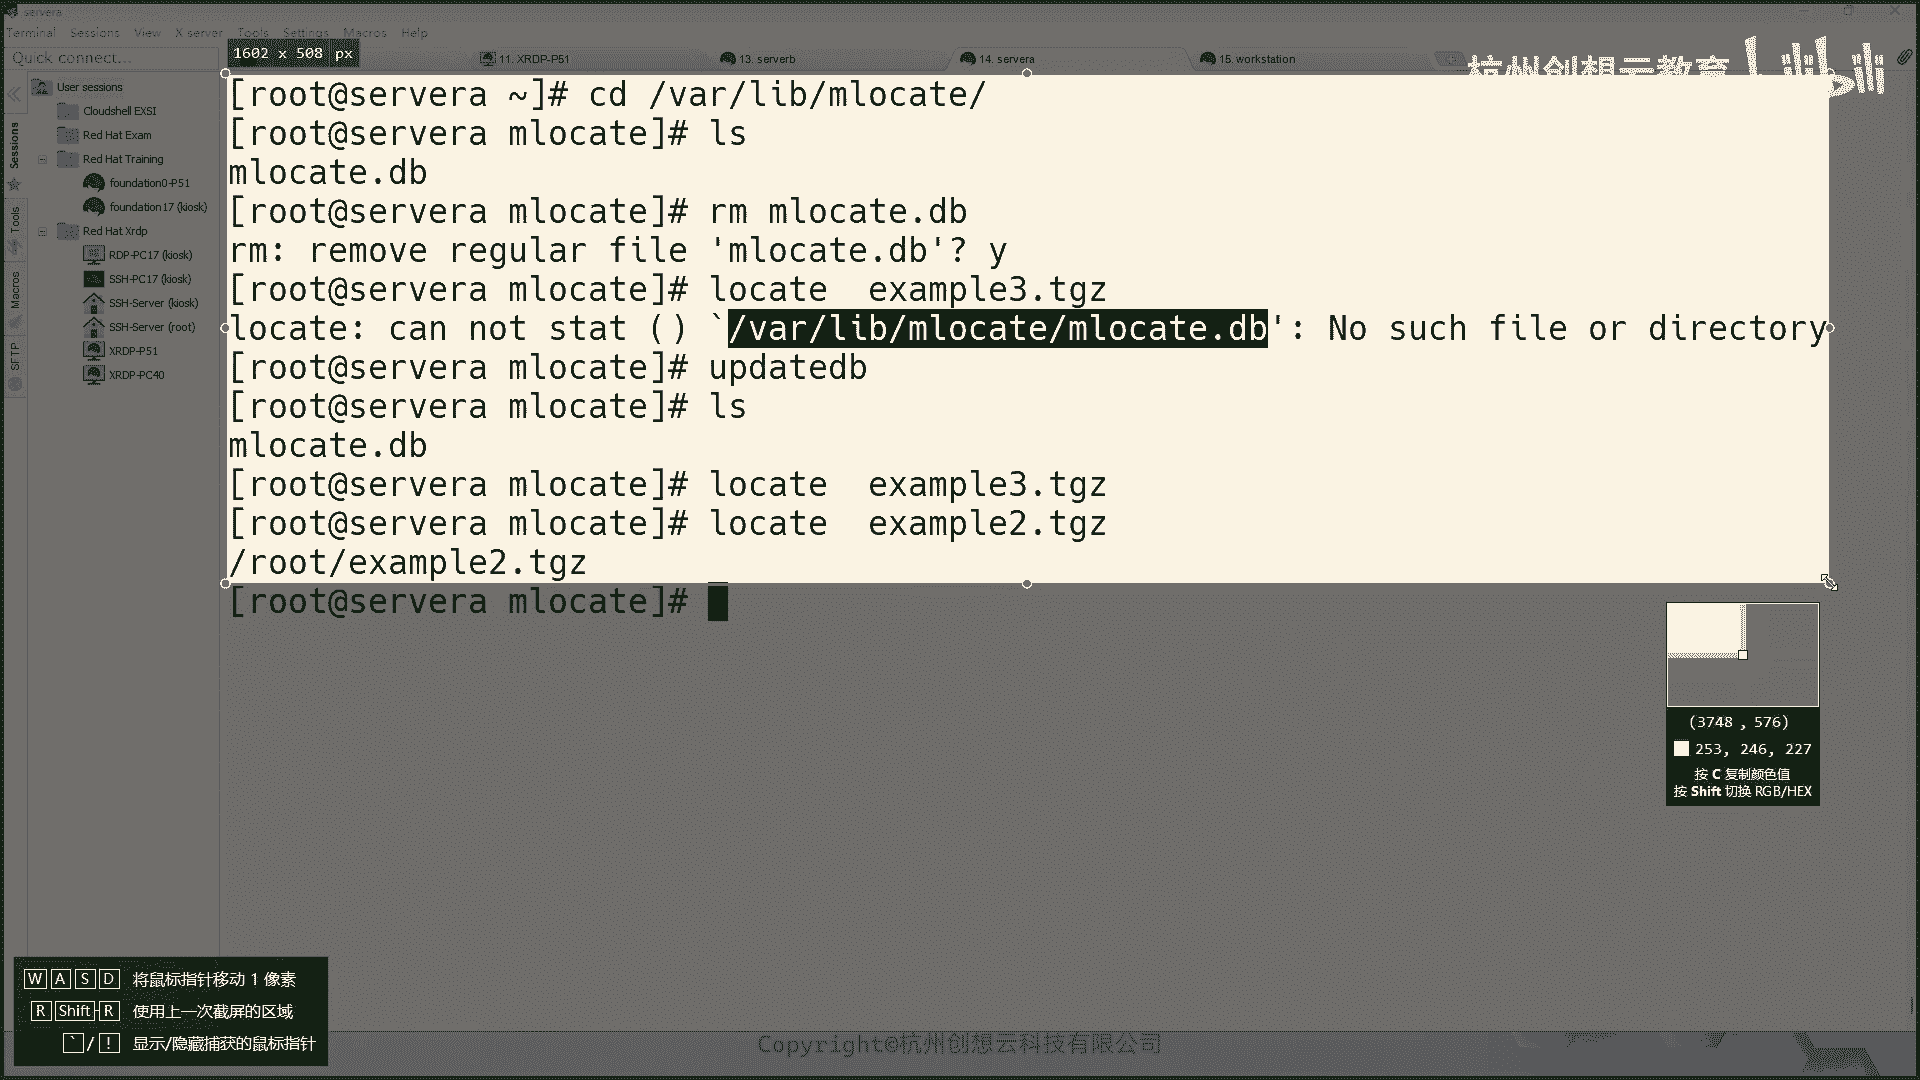 servera
Terminal Sessions View X server Tools Settings Macros Help
Quick connect...
1602 x 508 px
11. XRDP-P51
13. serverb
14. servera
15. workstation
杭州创想云教育
bilibili
Sessions
Tools
Macros
SFTP
User sessions
Cloudshell EXSI
Red Hat Exam
Red Hat Training
foundation0-P51
foundation17 (kiosk)
Red Hat Xrdp
RDP-PC17 (kiosk)
SSH-PC17 (kiosk)
SSH-Server (kiosk)
SSH-Server (root)
XRDP-P51
XRDP-PC40
[root@servera ~]# cd /var/lib/mlocate/
[root@servera mlocate]# ls
mlocate.db
[root@servera mlocate]# rm mlocate.db
rm: remove regular file 'mlocate.db'? y
[root@servera mlocate]# locate  example3.tgz
locate: can not stat () `/var/lib/mlocate/mlocate.db': No such file or directory
[root@servera mlocate]# updatedb
[root@servera mlocate]# ls
mlocate.db
[root@servera mlocate]# locate  example3.tgz
[root@servera mlocate]# locate  example2.tgz
/root/example2.tgz
[root@servera mlocate]#
(3748 , 576)
253, 246, 227
按 C 复制颜色值
按 Shift 切换 RGB/HEX
W A S D 将鼠标指针移动 1 像素
R Shift-R 使用上一次截屏的区域
` / ! 显示/隐藏捕获的鼠标指针
Copyright©杭州创想云科技有限公司